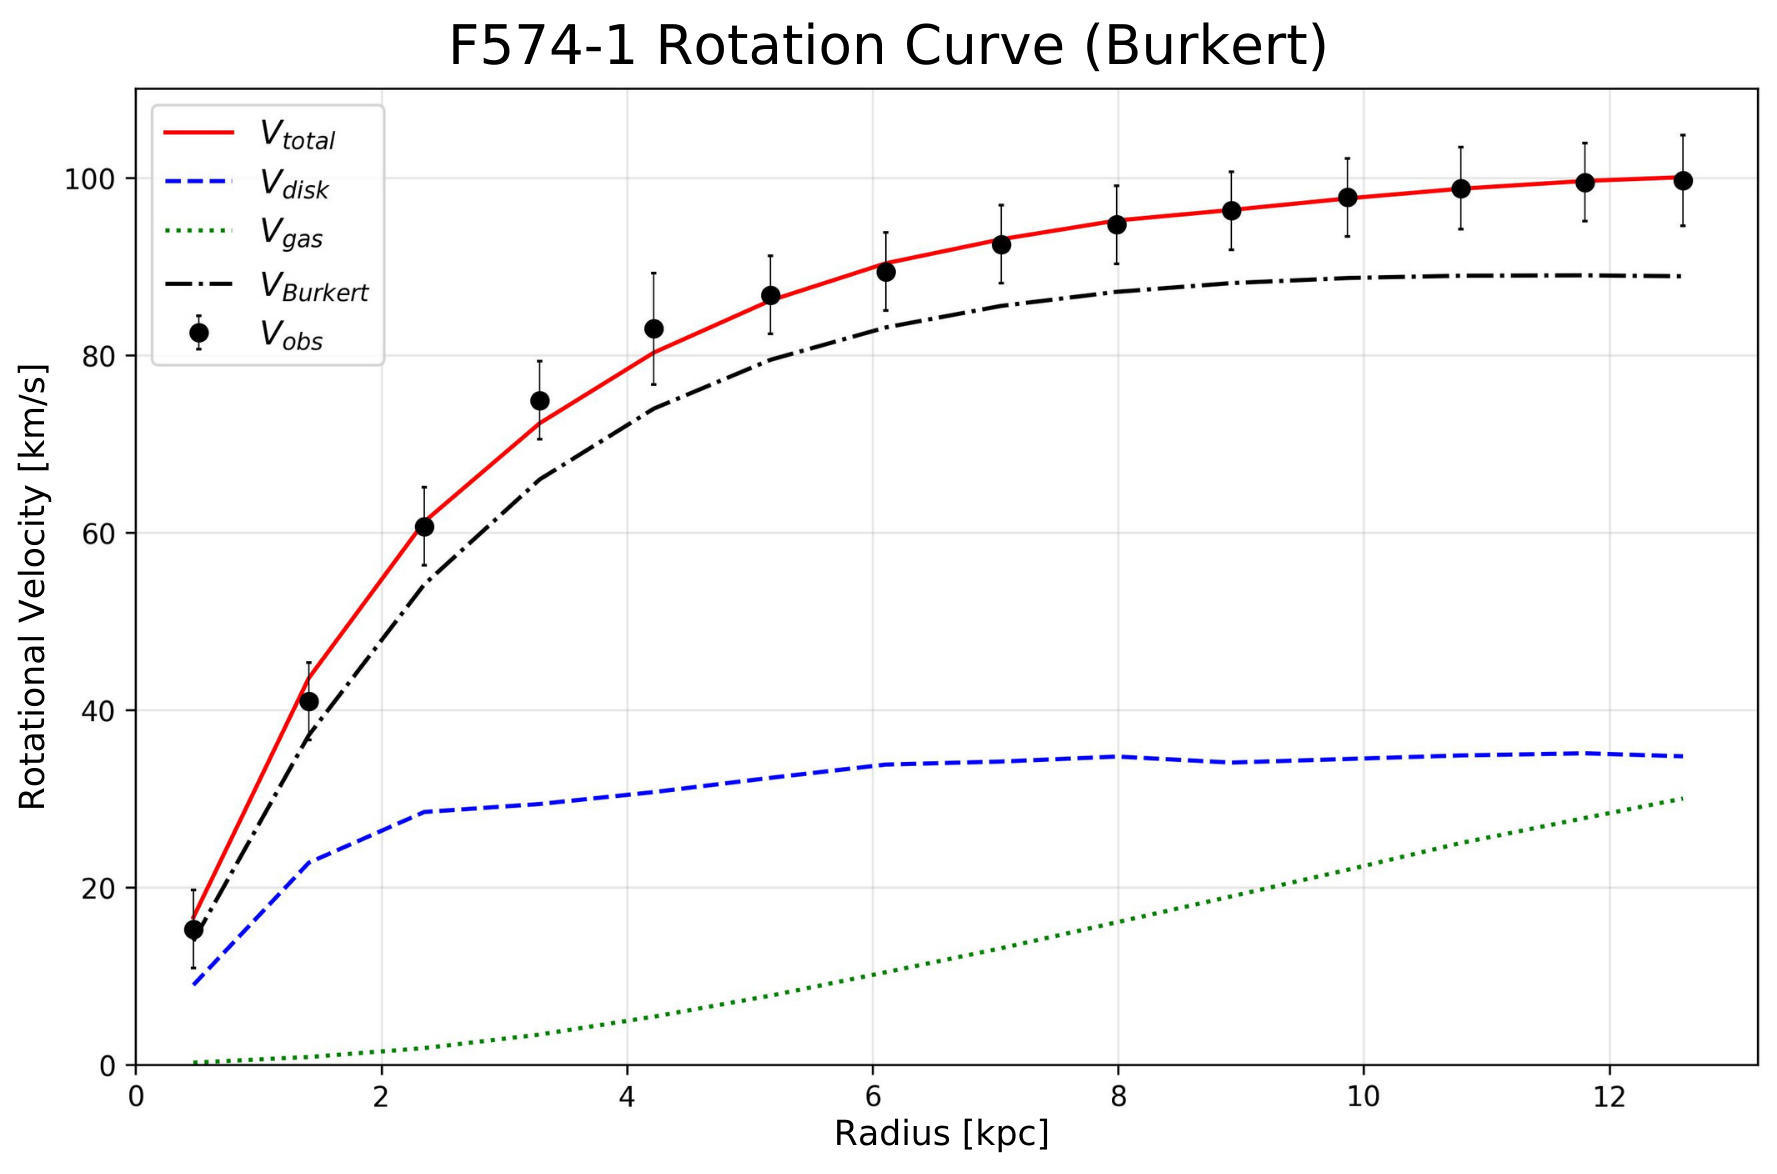 F574-1 Rotation Curve (Burkert)
V_total
V_disk
V_gas
V_Burkert
V_obs
Rotational Velocity [km/s]
100
80
60
40
20
0
0 2 4 6 8 10 12
Radius [kpc]